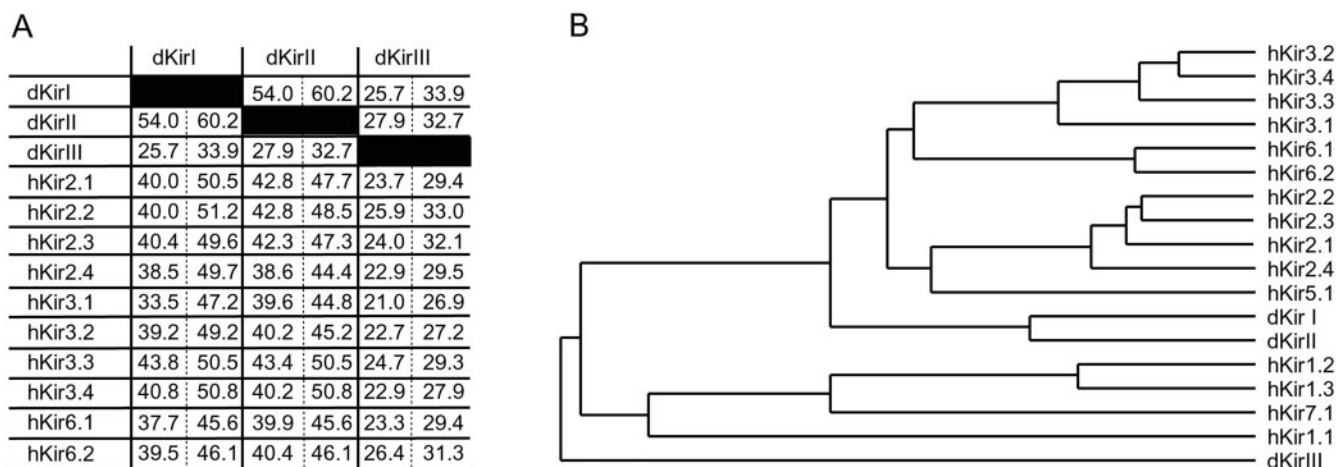 A
dKirI dKirII dKirIII
dKirI 54.0 60.2 25.7 33.9
dKirII 54.0 60.2 27.9 32.7
dKirIII 25.7 33.9 27.9 32.7
hKir2.1 40.0 50.5 42.8 47.7 23.7 29.4
hKir2.2 40.0 51.2 42.8 48.5 25.9 33.0
hKir2.3 40.4 49.6 42.3 47.3 24.0 32.1
hKir2.4 38.5 49.7 38.6 44.4 22.9 29.5
hKir3.1 33.5 47.2 39.6 44.8 21.0 26.9
hKir3.2 39.2 49.2 40.2 45.2 22.7 27.2
hKir3.3 43.8 50.5 43.4 50.5 24.7 29.3
hKir3.4 40.8 50.8 40.2 50.8 22.9 27.9
hKir6.1 37.7 45.6 39.9 45.6 23.3 29.4
hKir6.2 39.5 46.1 40.4 46.1 26.4 31.3
B
hKir3.2
hKir3.4
hKir3.3
hKir3.1
hKir6.1
hKir6.2
hKir2.2
hKir2.3
hKir2.1
hKir2.4
hKir5.1
dKir I
dKirII
hKir1.2
hKir1.3
hKir7.1
hKir1.1
dKirIII